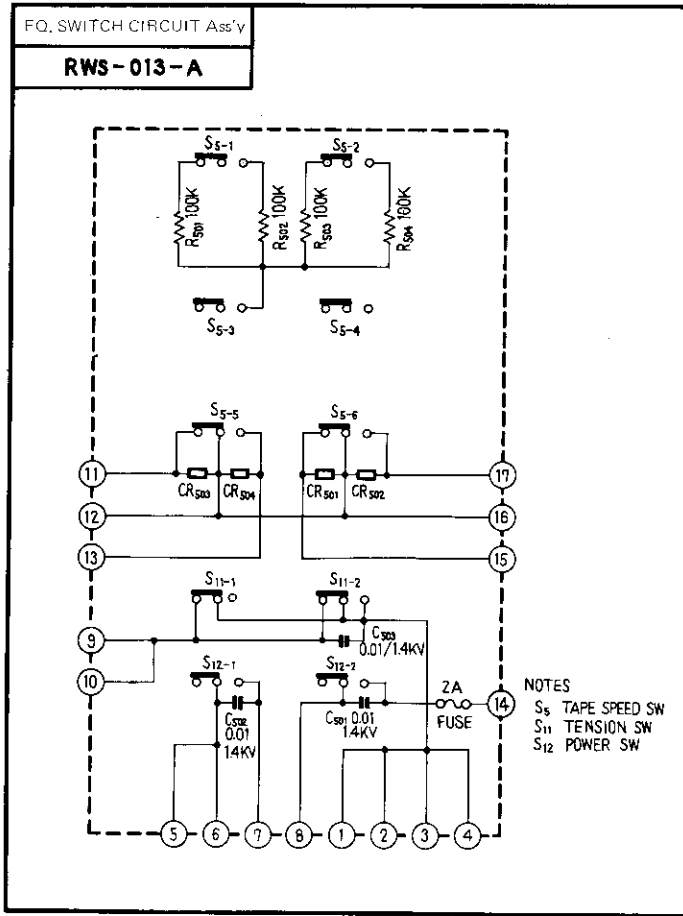 FQ. SWITCH CIRCUIT Ass'y
RWS-013-A
S5-1
S5-2
R501 100K
R502 100K
R503 100K
R504 100K
S5-3
S5-4
S5-5
S5-6
11
CR503
CR504
CR501
CR502
17
12
16
13
15
S11-1
S11-2
9
C503
0.01/1.4KV
10
S12-1
S12-2
2A
FUSE
14
C502
0.01
1.4KV
C501 0.01
1.4KV
NOTES
S5 TAPE SPEED SW
S11 TENSION SW
S12 POWER SW
5
6
7
8
1
2
3
4